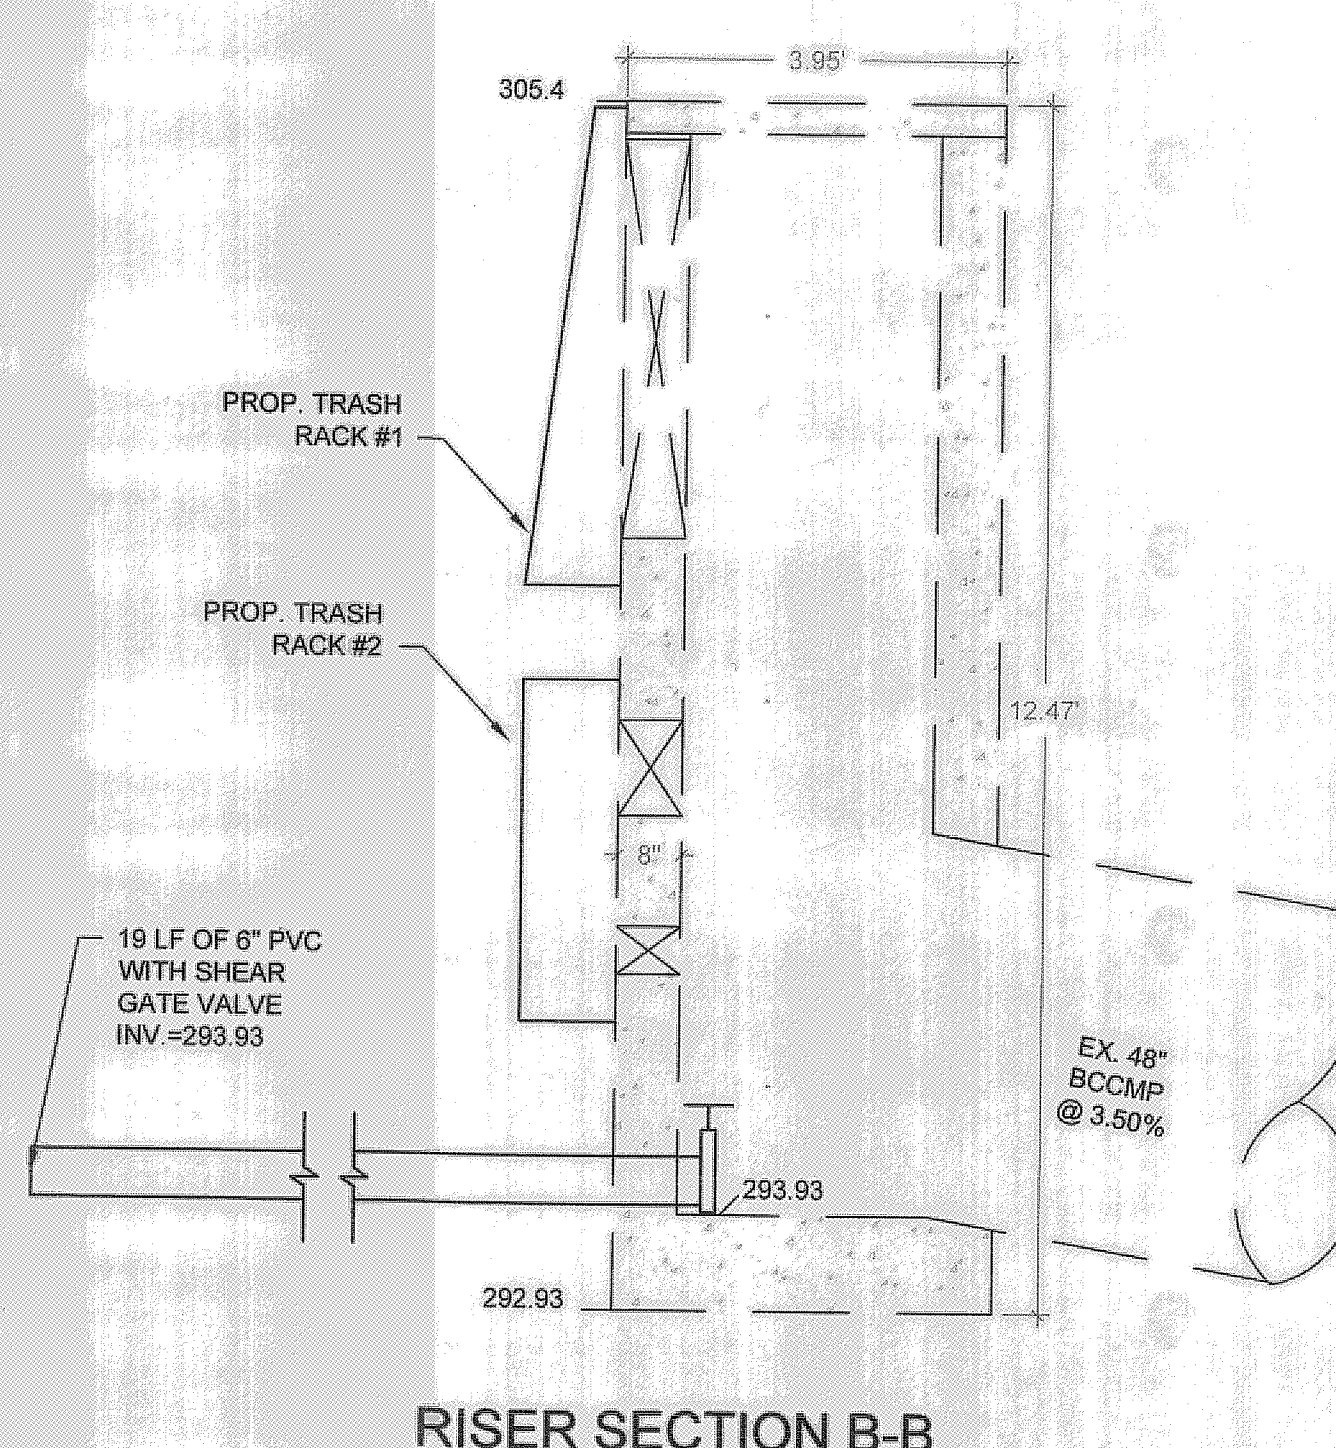 3.95'
305.4
PROP. TRASH
RACK #1
PROP. TRASH
RACK #2
12.47'
8"
19 LF OF 6" PVC
WITH SHEAR
GATE VALVE
INV.=293.93
EX. 48"
BCCMP
@ 3.50%
293.93
292.93
RISER SECTION B-B